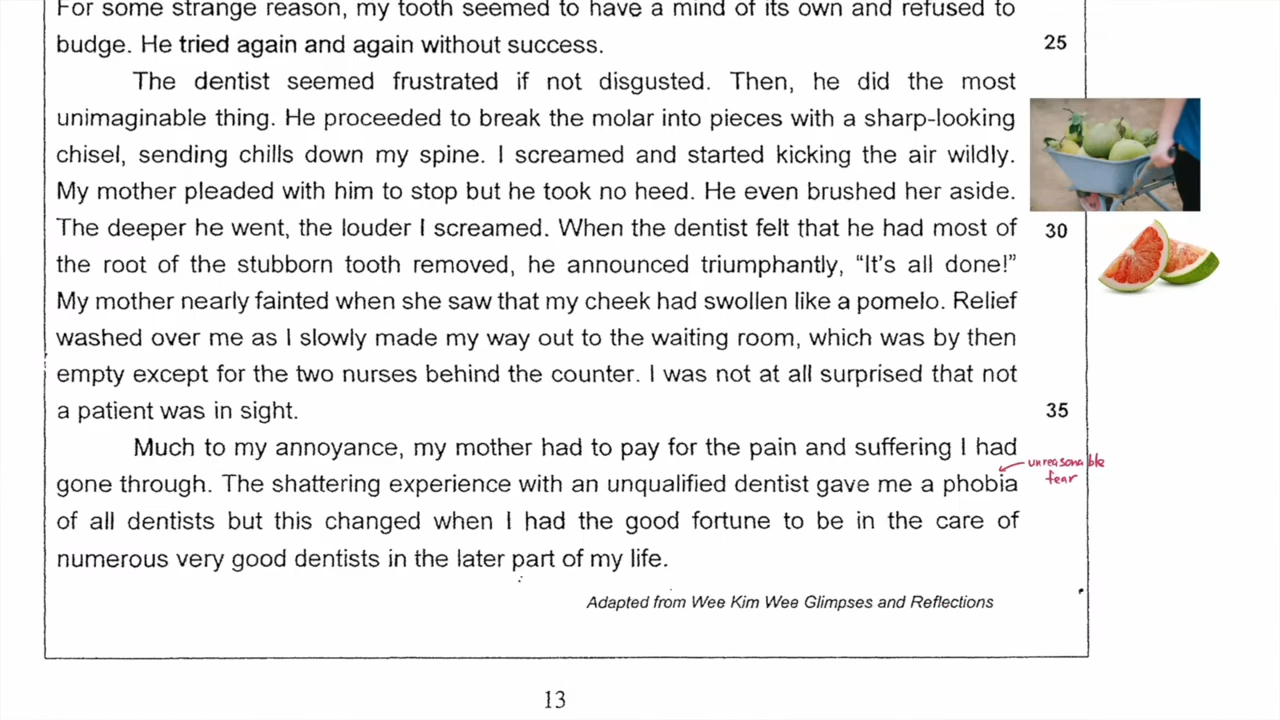 For some strange reason, my tooth seemed to have a mind of its own and refused to
budge. He tried again and again without success.
25
The dentist seemed frustrated if not disgusted. Then, he did the most
unimaginable thing. He proceeded to break the molar into pieces with a sharp-looking
chisel, sending chills down my spine. I screamed and started kicking the air wildly.
My mother pleaded with him to stop but he took no heed. He even brushed her aside.
The deeper he went, the louder I screamed. When the dentist felt that he had most of
30
the root of the stubborn tooth removed, he announced triumphantly, “It’s all done!”
My mother nearly fainted when she saw that my cheek had swollen like a pomelo. Relief
washed over me as I slowly made my way out to the waiting room, which was by then
empty except for the two nurses behind the counter. I was not at all surprised that not
a patient was in sight.
35
Much to my annoyance, my mother had to pay for the pain and suffering I had
unreasonable
fear
gone through. The shattering experience with an unqualified dentist gave me a phobia
of all dentists but this changed when I had the good fortune to be in the care of
numerous very good dentists in the later part of my life.
Adapted from Wee Kim Wee Glimpses and Reflections
13